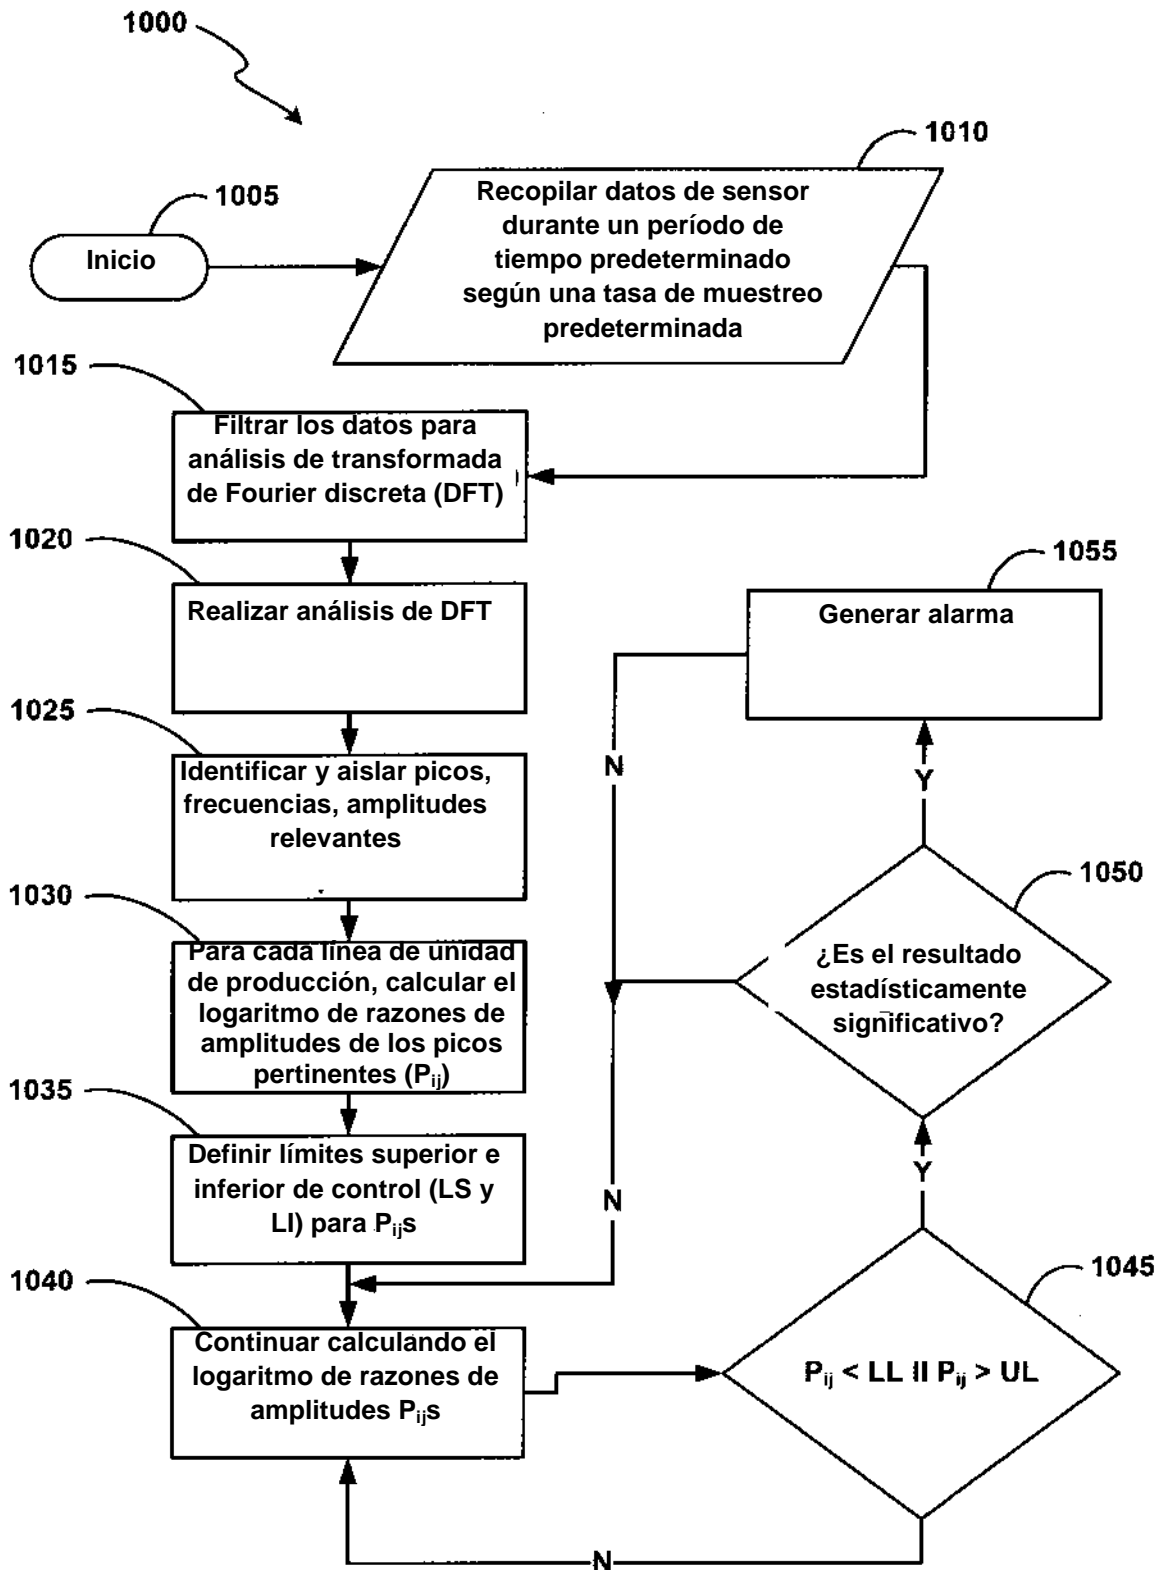 1000
1010
Recopilar datos de sensor
durante un período de
tiempo predeterminado
según una tasa de muestreo
predeterminada
1005
Inicio
1015
Filtrar los datos para
análisis de transformada
de Fourier discreta (DFT)
1020
Realizar análisis de DFT
1055
Generar alarma
1025
Identificar y aislar picos,
frecuencias, amplitudes
relevantes
N
Y
1030
Para cada línea de unidad
de producción, calcular el
logaritmo de razones de
amplitudes de los picos
pertinentes (Pij)
1050
¿Es el resultado
estadísticamente
significativo?
1035
Definir límites superior e
inferior de control (LS y
LI) para Pijs
N
Y
1040
Continuar calculando el
logaritmo de razones de
amplitudes Pijs
1045
Pij < LL II Pij > UL
N